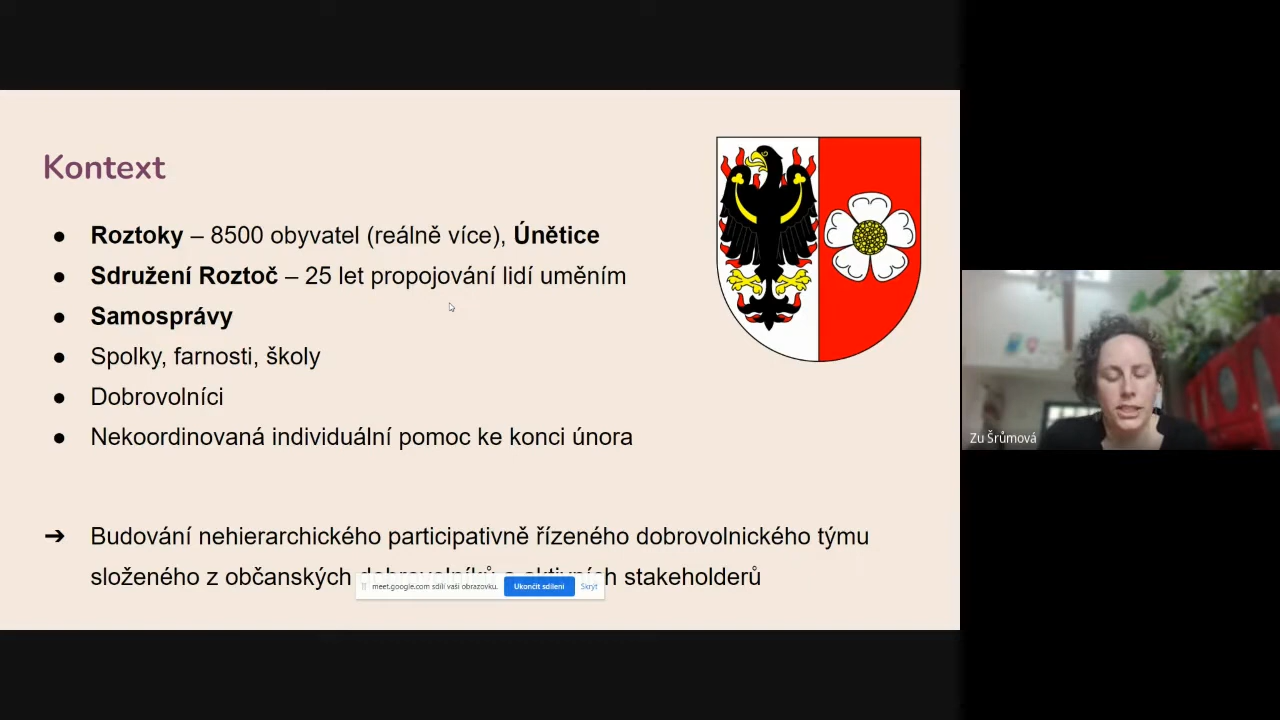 Kontext
● Roztoky – 8500 obyvatel (reálně více), Únětice
● Sdružení Roztoč – 25 let propojování lidí uměním
● Samosprávy
● Spolky, farnosti, školy
● Dobrovolníci
● Nekoordinovaná individuální pomoc ke konci února
➔ Budování nehierarchického participativně řízeného dobrovolnického týmu
složeného z občanských dobrovolníků a aktivních stakeholderů
meet.google.com sdílí vaši obrazovku. Ukončit sdílení Skrýt
Zu Šrůmová